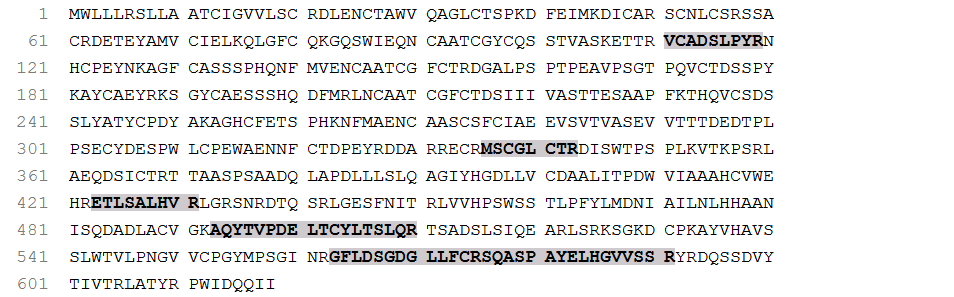 1 MWLLLRSLLA ATCIGVVLSC RDLENCTAWV QAGLCTSPKD FEIMKDICAR SCNLCSRSSA
61 CRDETEYAMV CIELKQLGFC QKGQSWIEQN CAATCGYCQS STVASKETTR VCADSLPYRN
121 HCPEYNKAGF CASSSPHQNF MVENCAATCG FCTRDGALPS PTPEAVPSGT PQVCTDSSPY
181 KAYCAEYRKS GYCAESSSHQ DFMRLNCAAT CGFCTDSIII VASTTESAAP FKTHQVCSDS
241 SLYATYCPDY AKAGHCFETS PHKNFMAENC AASCSFCIAE EVSVTVASEV VTTTDEDTPL
301 PSECYDESPW LCPEWAENNF CTDPEYRDDA RRECRMSCGL CTRDISWTPS PLKVTKPSRL
361 AEQDSICTRT TAASPSAADQ LAPDLLLSLQ AGIYHGDLLV CDAALITPDW VIAAAHCVWE
421 HRETLSALHV RLGRSNRDTQ SRLGESFNIT RLVVHPSWSS TLPFYLMDNI AILNLHHAAN
481 ISQDADLACV GKAQYTVPDE LTCYLTSLQR TSADSLSIQE ARLSRKSGKD CPKAYVHAVS
541 SLWTVLPNGV VCPGYMPSGI NRGFLDSGDG LLFCRSQASP AYELHGVVSS RYRDQSSDVY
601 TIVTRLATYR PWIDQQII